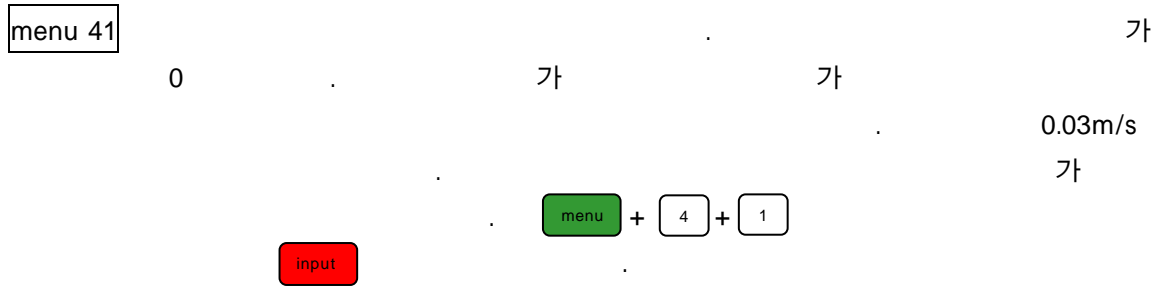 menu 41 . 가
0 . 가 가
. 0.03m/s
. 가
. menu + 4 + 1
input .